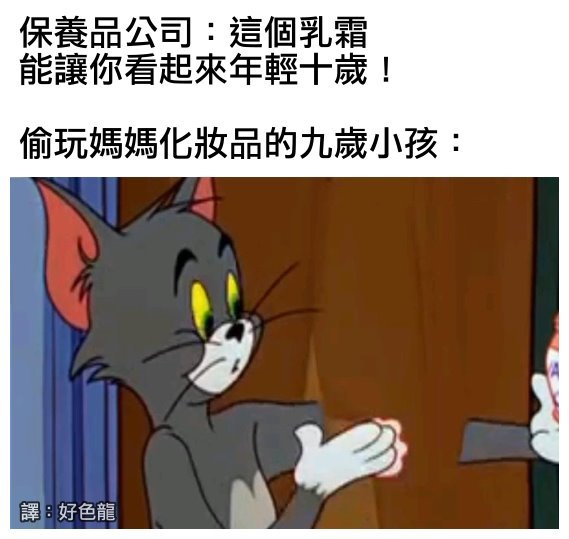 保養品公司：這個乳霜
能讓你看起來年輕十歲！
偷玩媽媽化妝品的九歲小孩：
譯：好色龍